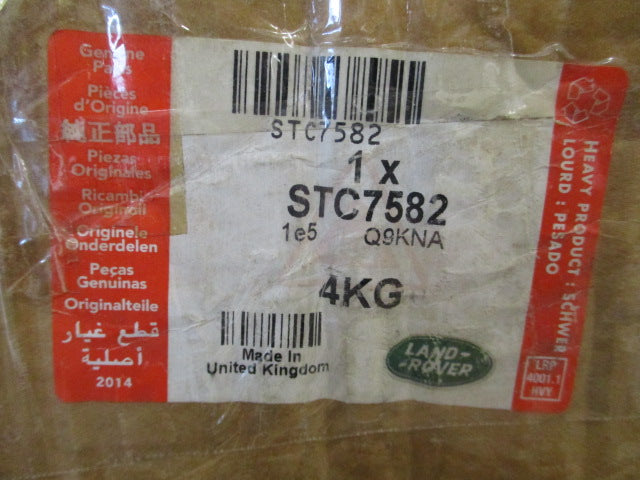 Genuine
Parts
Pièces
d'Origine
純正部品
Piezas
Originales
Ricambi
Originali
Originele
Onderdelen
Peças
Genuinas
Originalteile
قطع غيار
أصلية
2014
STC7582
1 x
STC7582
1e5 Q9KNA
4KG
Made In
United Kingdom
LAND-
ROVER
HEAVY PRODUCT : SCHWER
LOURD : PESADO
LRP
4001.1
HVY